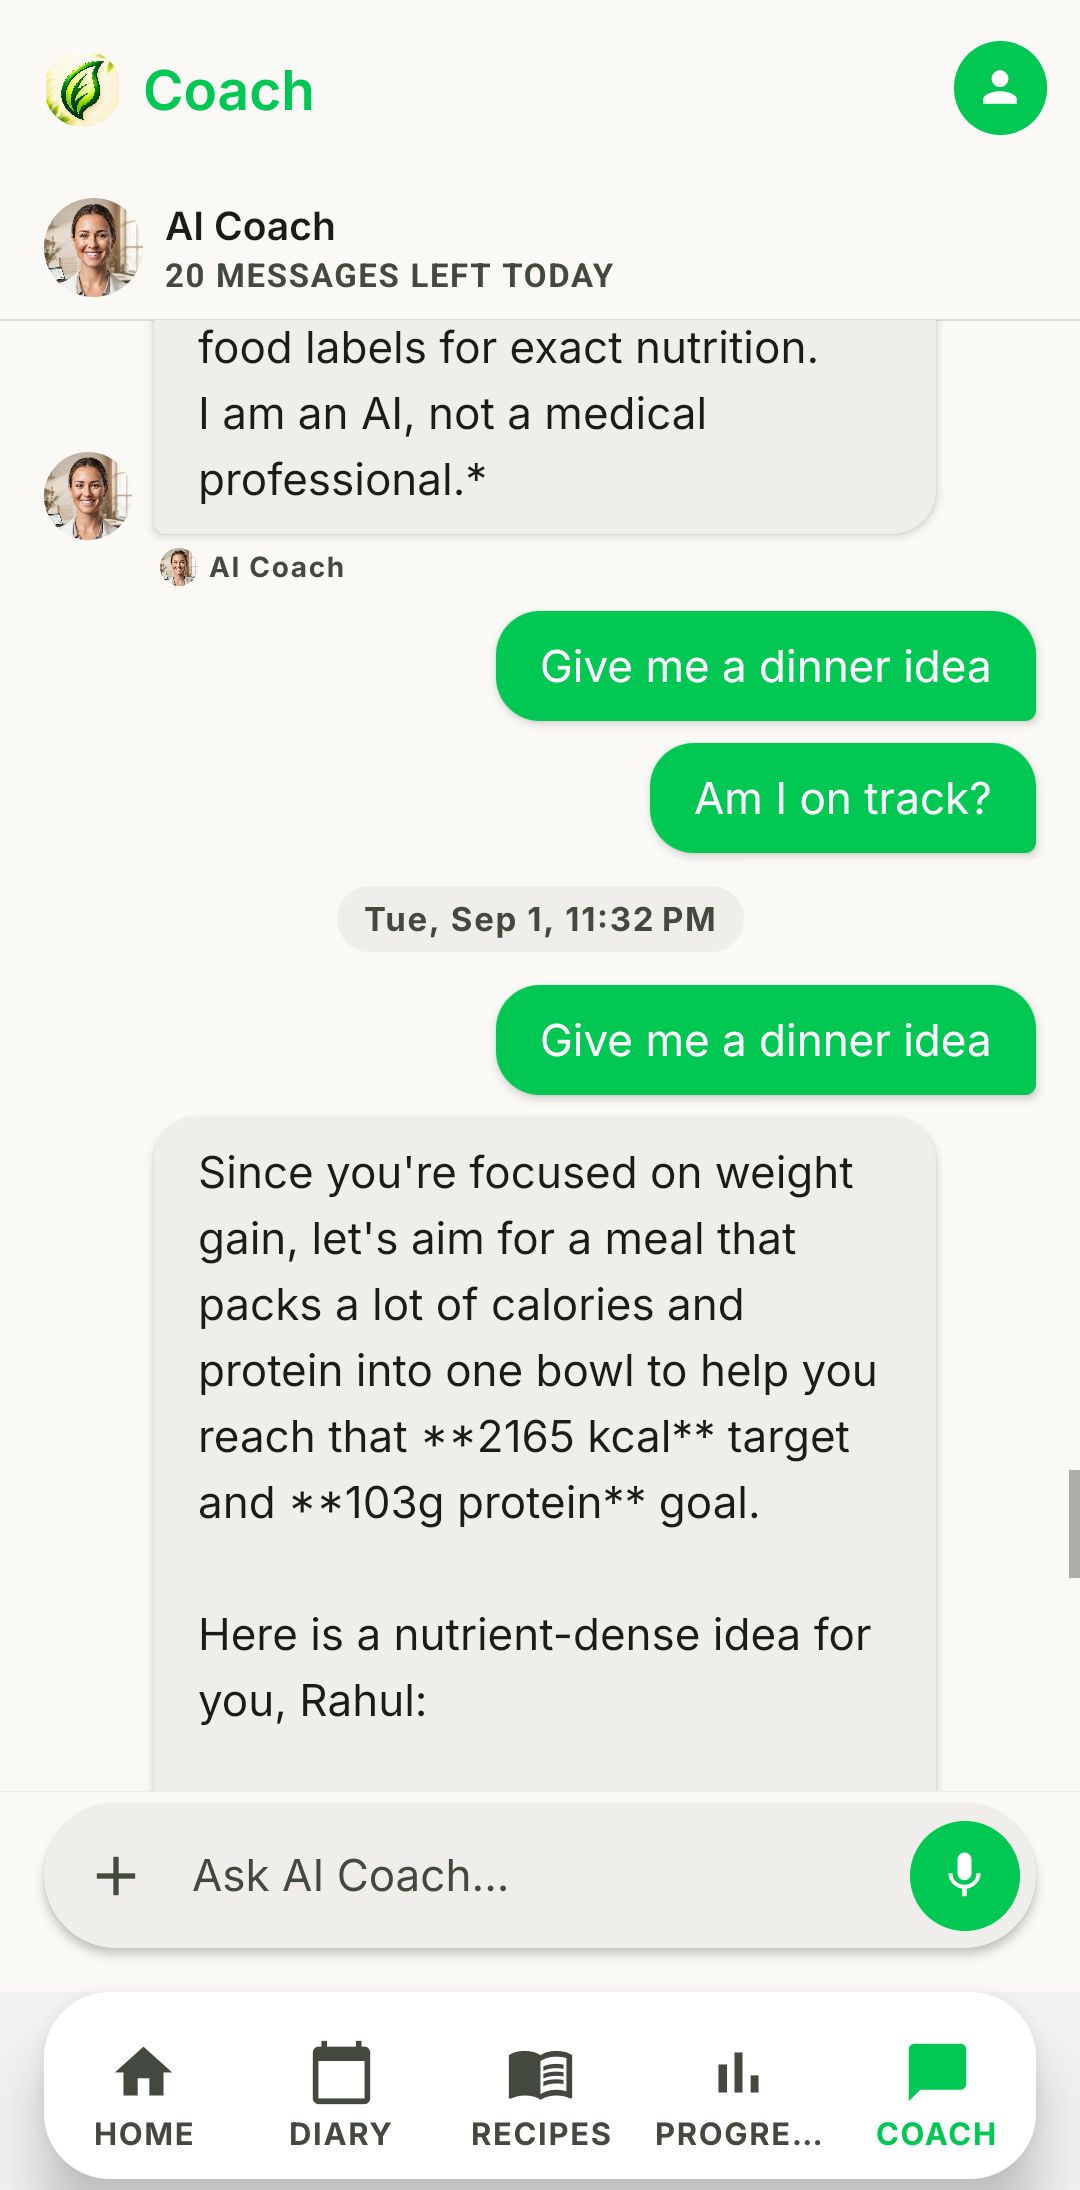 Coach
AI Coach
20 MESSAGES LEFT TODAY
food labels for exact nutrition.
I am an AI, not a medical
professional.*
AI Coach
Give me a dinner idea
Am I on track?
Tue, Sep 1, 11:32 PM
Give me a dinner idea
Since you're focused on weight
gain, let's aim for a meal that
packs a lot of calories and
protein into one bowl to help you
reach that **2165 kcal** target
and **103g protein** goal.
Here is a nutrient-dense idea for
you, Rahul:
Ask AI Coach...
HOME
DIARY
RECIPES
PROGRE...
COACH